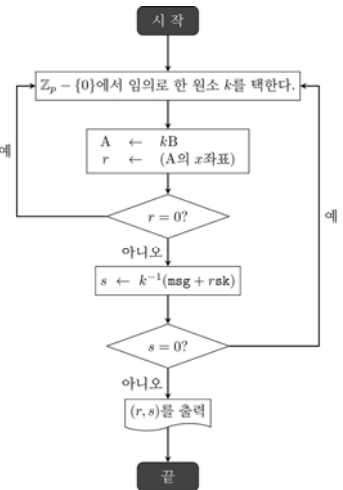 시 작
ℤₚ − {0}에서 임의로 한 원소 k를 택한다.
A ← kB
r ← (A의 x좌표)
예
r = 0?
예
아니오
s ← k⁻¹(msg + rsk)
s = 0?
아니오
(r, s)를 출력
끝